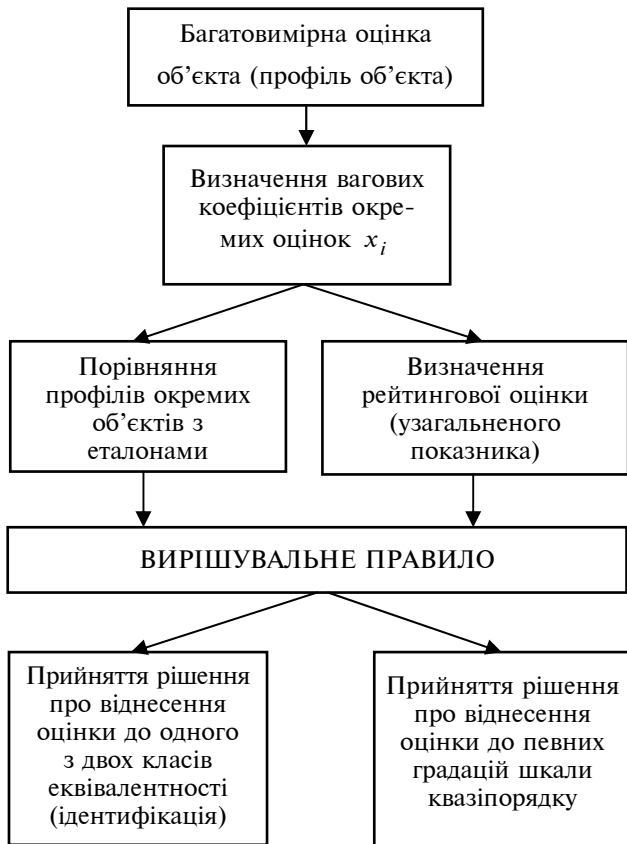 Багатовимірна оцінка
об’єкта (профіль об’єкта)
Визначення вагових
коефіцієнтів окре-
мих оцінок x_i
Порівняння
профілів окремих
об’єктів з
еталонами
Визначення
рейтингової оцінки
(узагальненого
показника)
ВИРІШУВАЛЬНЕ ПРАВИЛО
Прийняття рішення
про віднесення
оцінки до одного
з двох класів
еквівалентності
(ідентифікація)
Прийняття рішення
про віднесення
оцінки до певних
градацій шкали
квазіпорядку